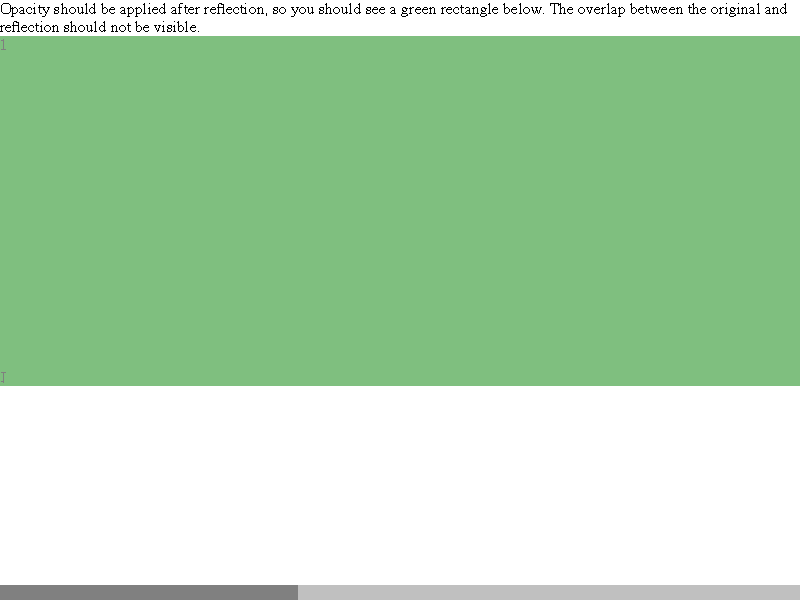 Opacity should be applied after reflection, so you should see a green rectangle below. The overlap between the original and
reflection should not be visible.
1